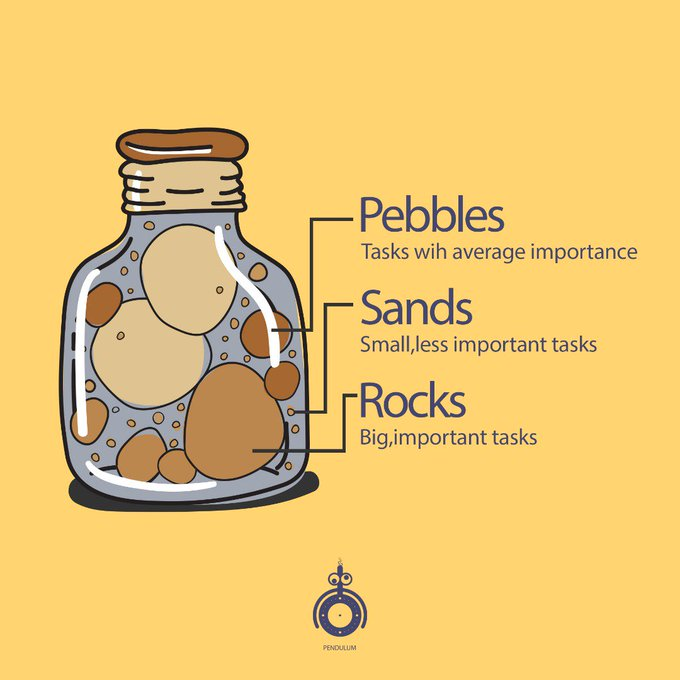 Pebbles
Tasks wih average importance
Sands
Small,less important tasks
Rocks
Big,important tasks
PENDULUM